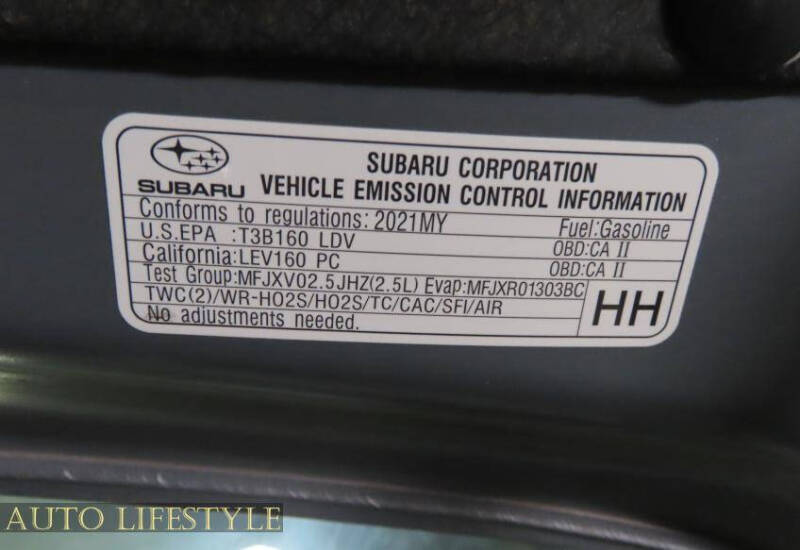 SUBARU
SUBARU CORPORATION
VEHICLE EMISSION CONTROL INFORMATION
Conforms to regulations: 2021MY Fuel:Gasoline
U.S.EPA :T3B160 LDV OBD:CA II
California:LEV160 PC OBD:CA II
Test Group:MFJXV02.5JHZ(2.5L) Evap:MFJXR01303BC
TWC(2)/WR-HO2S/HO2S/TC/CAC/SFI/AIR
No adjustments needed.
HH
AUTO LIFESTYLE